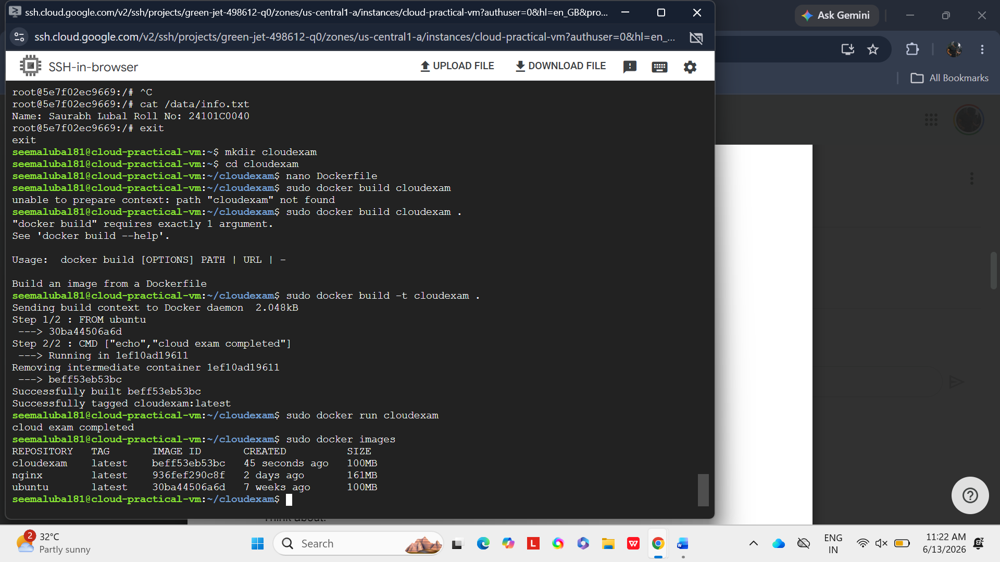 ssh.cloud.google.com/v2/ssh/projects/green-jet-498612-q0/zones/us-central1-a/instances/cloud-practical-vm?authuser=0&hl=en_GB&pro...
Ask Gemini
ssh.cloud.google.com/v2/ssh/projects/green-jet-498612-q0/zones/us-central1-a/instances/cloud-practical-vm?authuser=0&hl=en_...
SSH-in-browser
UPLOAD FILE
DOWNLOAD FILE
All Bookmarks
root@5e7f02ec9669:/# ^C
root@5e7f02ec9669:/# cat /data/info.txt
Name: Saurabh Lubal Roll No: 24101C0040
root@5e7f02ec9669:/# exit
exit
seemalubal81@cloud-practical-vm:~$ mkdir cloudexam
seemalubal81@cloud-practical-vm:~$ cd cloudexam
seemalubal81@cloud-practical-vm:~/cloudexam$ nano Dockerfile
seemalubal81@cloud-practical-vm:~/cloudexam$ sudo docker build cloudexam
unable to prepare context: path "cloudexam" not found
seemalubal81@cloud-practical-vm:~/cloudexam$ sudo docker build cloudexam .
"docker build" requires exactly 1 argument.
See 'docker build --help'.
Usage:  docker build [OPTIONS] PATH | URL | -
Build an image from a Dockerfile
seemalubal81@cloud-practical-vm:~/cloudexam$ sudo docker build -t cloudexam .
Sending build context to Docker daemon  2.048kB
Step 1/2 : FROM ubuntu
 ---> 30ba44506a6d
Step 2/2 : CMD ["echo","cloud exam completed"]
 ---> Running in 1ef10ad19611
Removing intermediate container 1ef10ad19611
 ---> beff53eb53bc
Successfully built beff53eb53bc
Successfully tagged cloudexam:latest
seemalubal81@cloud-practical-vm:~/cloudexam$ sudo docker run cloudexam
cloud exam completed
seemalubal81@cloud-practical-vm:~/cloudexam$ sudo docker images
REPOSITORY   TAG       IMAGE ID       CREATED          SIZE
cloudexam    latest    beff53eb53bc   45 seconds ago   100MB
nginx        latest    936fef290c8f   2 days ago       161MB
ubuntu       latest    30ba44506a6d   7 weeks ago      100MB
seemalubal81@cloud-practical-vm:~/cloudexam$
Think about:
2
32°C
Partly sunny
Search
L
W
W
ENG
IN
11:22 AM
6/13/2026